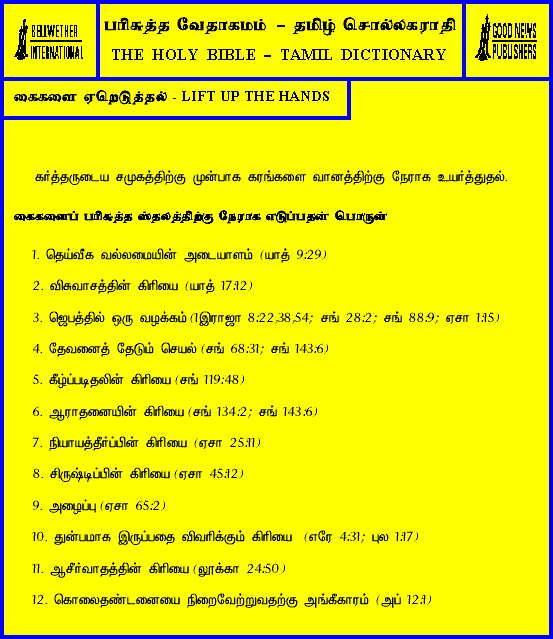 BELLWETHER
INTERNATIONAL
பரிசுத்த வேதாகமம் - தமிழ் சொல்லகராதி
THE HOLY BIBLE – TAMIL DICTIONARY
GOOD NEWS
PUBLISHERS
கைகளை ஏறெடுத்தல் - LIFT UP THE HANDS
கர்த்தருடைய சமுகத்திற்கு முன்பாக கரங்களை வானத்திற்கு நேராக உயர்த்துதல்.
கைகளைப் பரிசுத்த ஸ்தலத்திற்கு நேராக எடுப்பதன் பொருள்
1. தெய்வீக வல்லமையின் அடையாளம் (யாத் 9:29)
2. விசுவாசத்தின் கிரியை (யாத் 17:12)
3. ஜெபத்தில் ஒரு வழக்கம் (1இராஜா 8:22,38,54; சங் 28:2; சங் 88:9; ஏசா 1:15)
4. தேவனைத் தேடும் செயல் (சங் 68:31; சங் 143:6)
5. கீழ்ப்படிதலின் கிரியை (சங் 119:48)
6. ஆராதனையின் கிரியை (சங் 134:2; சங் 143:6)
7. நியாயத்தீர்ப்பின் கிரியை (ஏசா 25:11)
8. சிருஷ்டிப்பின் கிரியை (ஏசா 45:12)
9. அழைப்பு (ஏசா 65:2)
10. துன்பமாக இருப்பதை விவரிக்கும் கிரியை (எரே 4:31; புல 1:17)
11. ஆசீர்வாதத்தின் கிரியை (லூக்கா 24:50)
12. கொலைதண்டனையை நிறைவேற்றுவதற்கு அங்கீகாரம் (அப் 12:1)